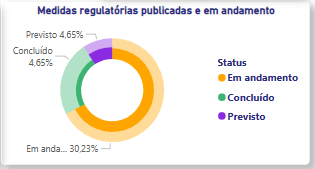 Medidas regulatórias publicadas e em andamento
Previsto 4,65%
Concluído
4,65%
Em anda... 30,23%
Status
Em andamento
Concluído
Previsto